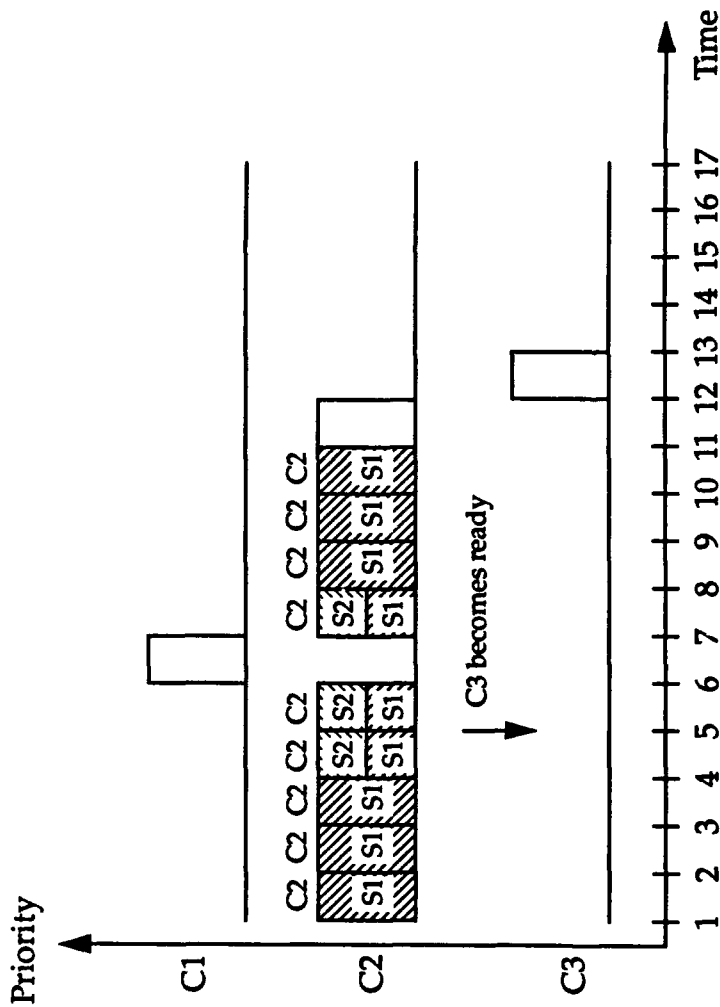 Priority
C1
C2 C2 C2 C2 C2 C2 C2 C2 C2
S2 S2 S2
C2
S1 S1 S1 S1 S1 S1 S1 S1 S1
C3 becomes ready
C3
1 2 3 4 5 6 7 8 9 10 11 12 13 14 15 16 17
Time